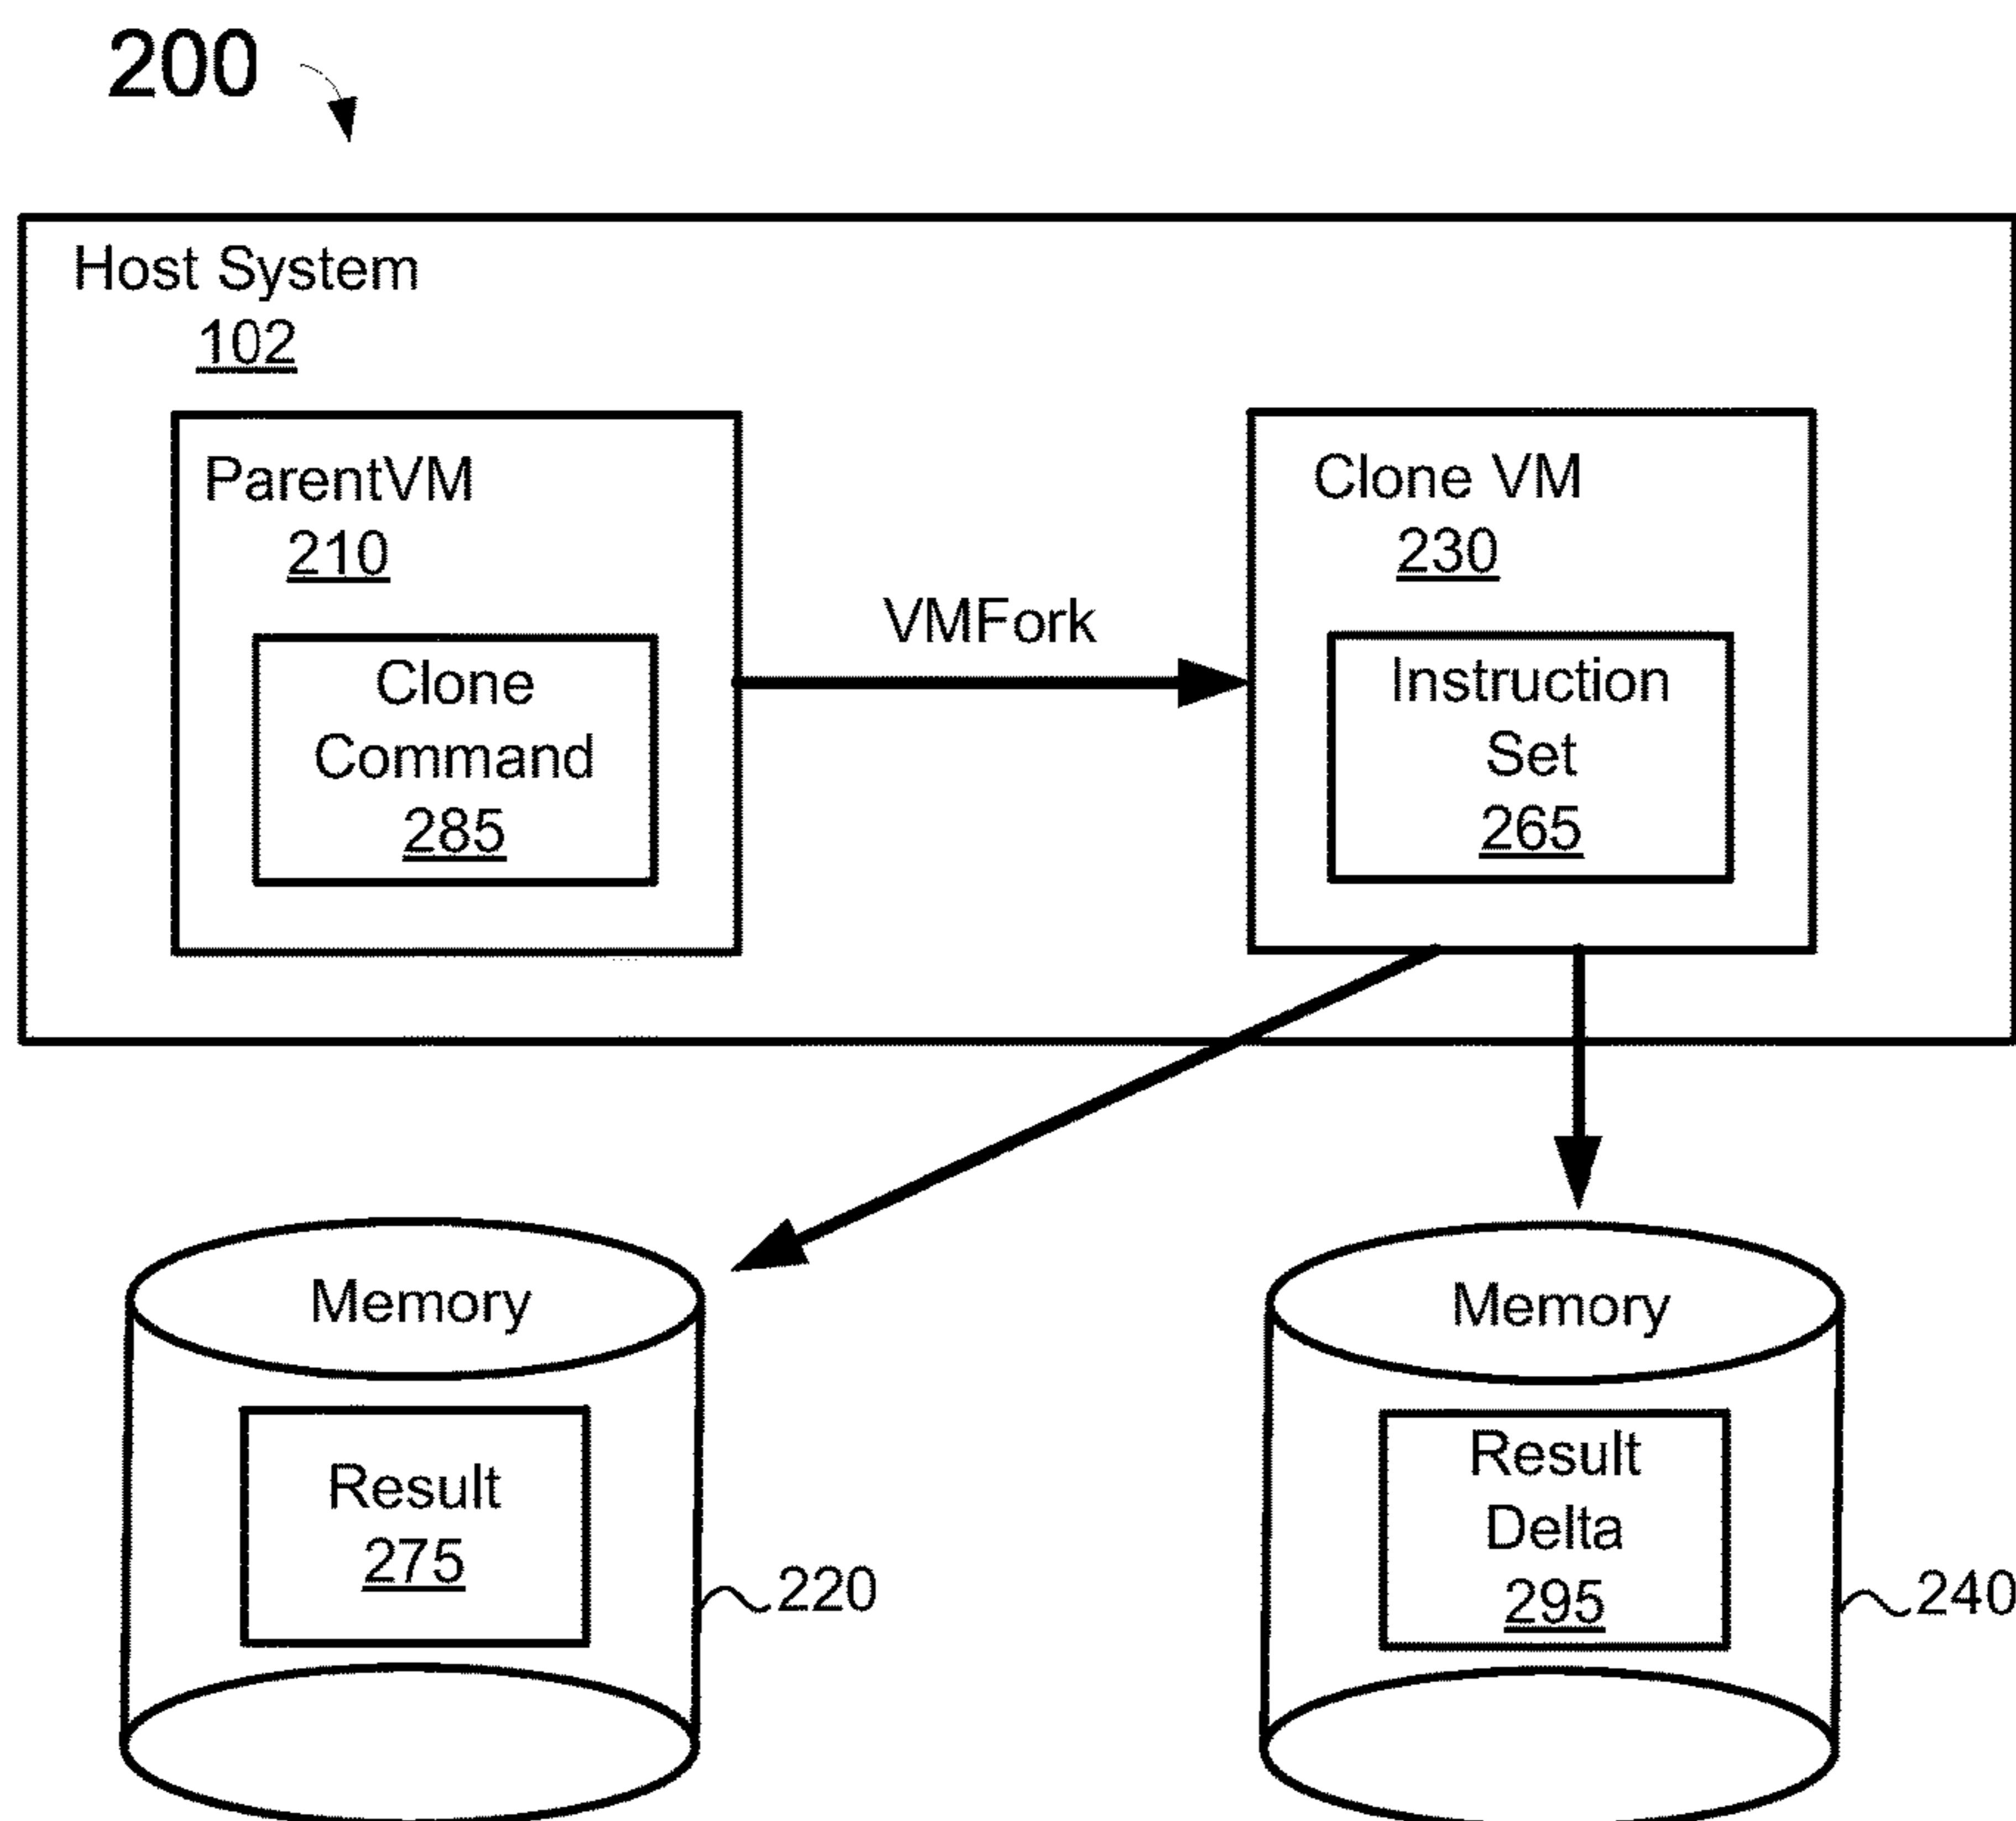 200
Host System
102
ParentVM
210
Clone
Command
285
VMFork
Clone VM
230
Instruction
Set
265
Memory
Result
275
220
Memory
Result
Delta
295
240